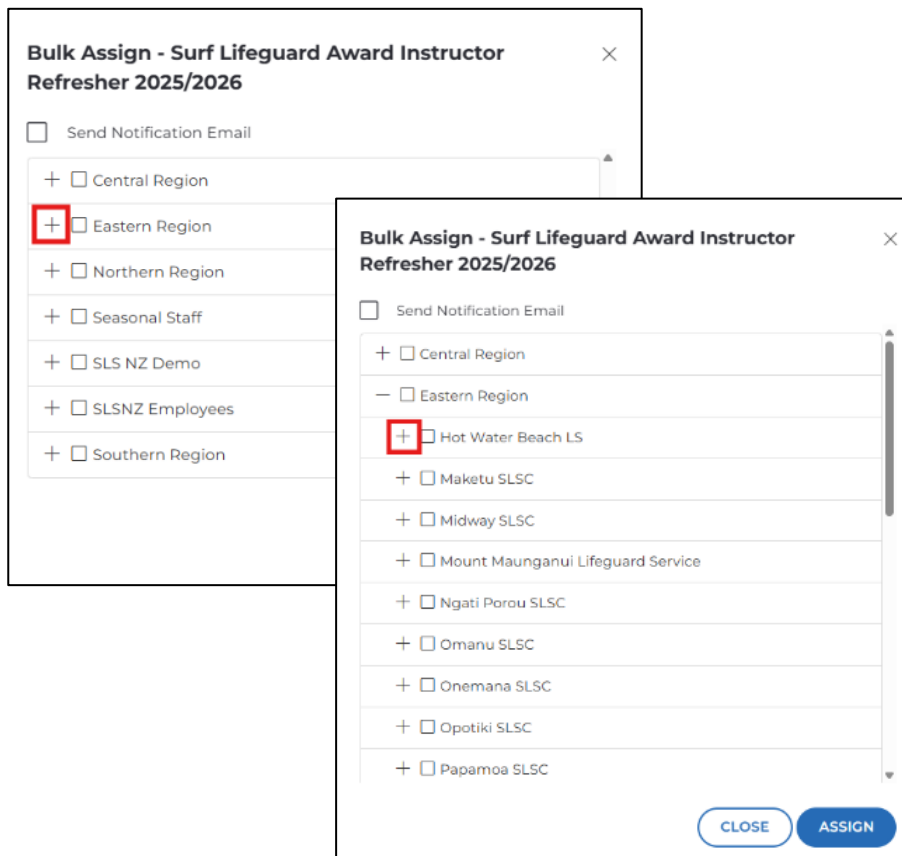 Bulk Assign - Surf Lifeguard Award Instructor
Refresher 2025/2026
Send Notification Email
Central Region
Eastern Region
Northern Region
Seasonal Staff
SLS NZ Demo
SLSNZ Employees
Southern Region
Bulk Assign - Surf Lifeguard Award Instructor
Refresher 2025/2026
Send Notification Email
Central Region
Eastern Region
Hot Water Beach LS
Maketu SLSC
Midway SLSC
Mount Maunganui Lifeguard Service
Ngati Porou SLSC
Omanu SLSC
Onemana SLSC
Opotiki SLSC
Papamoa SLSC
CLOSE
ASSIGN